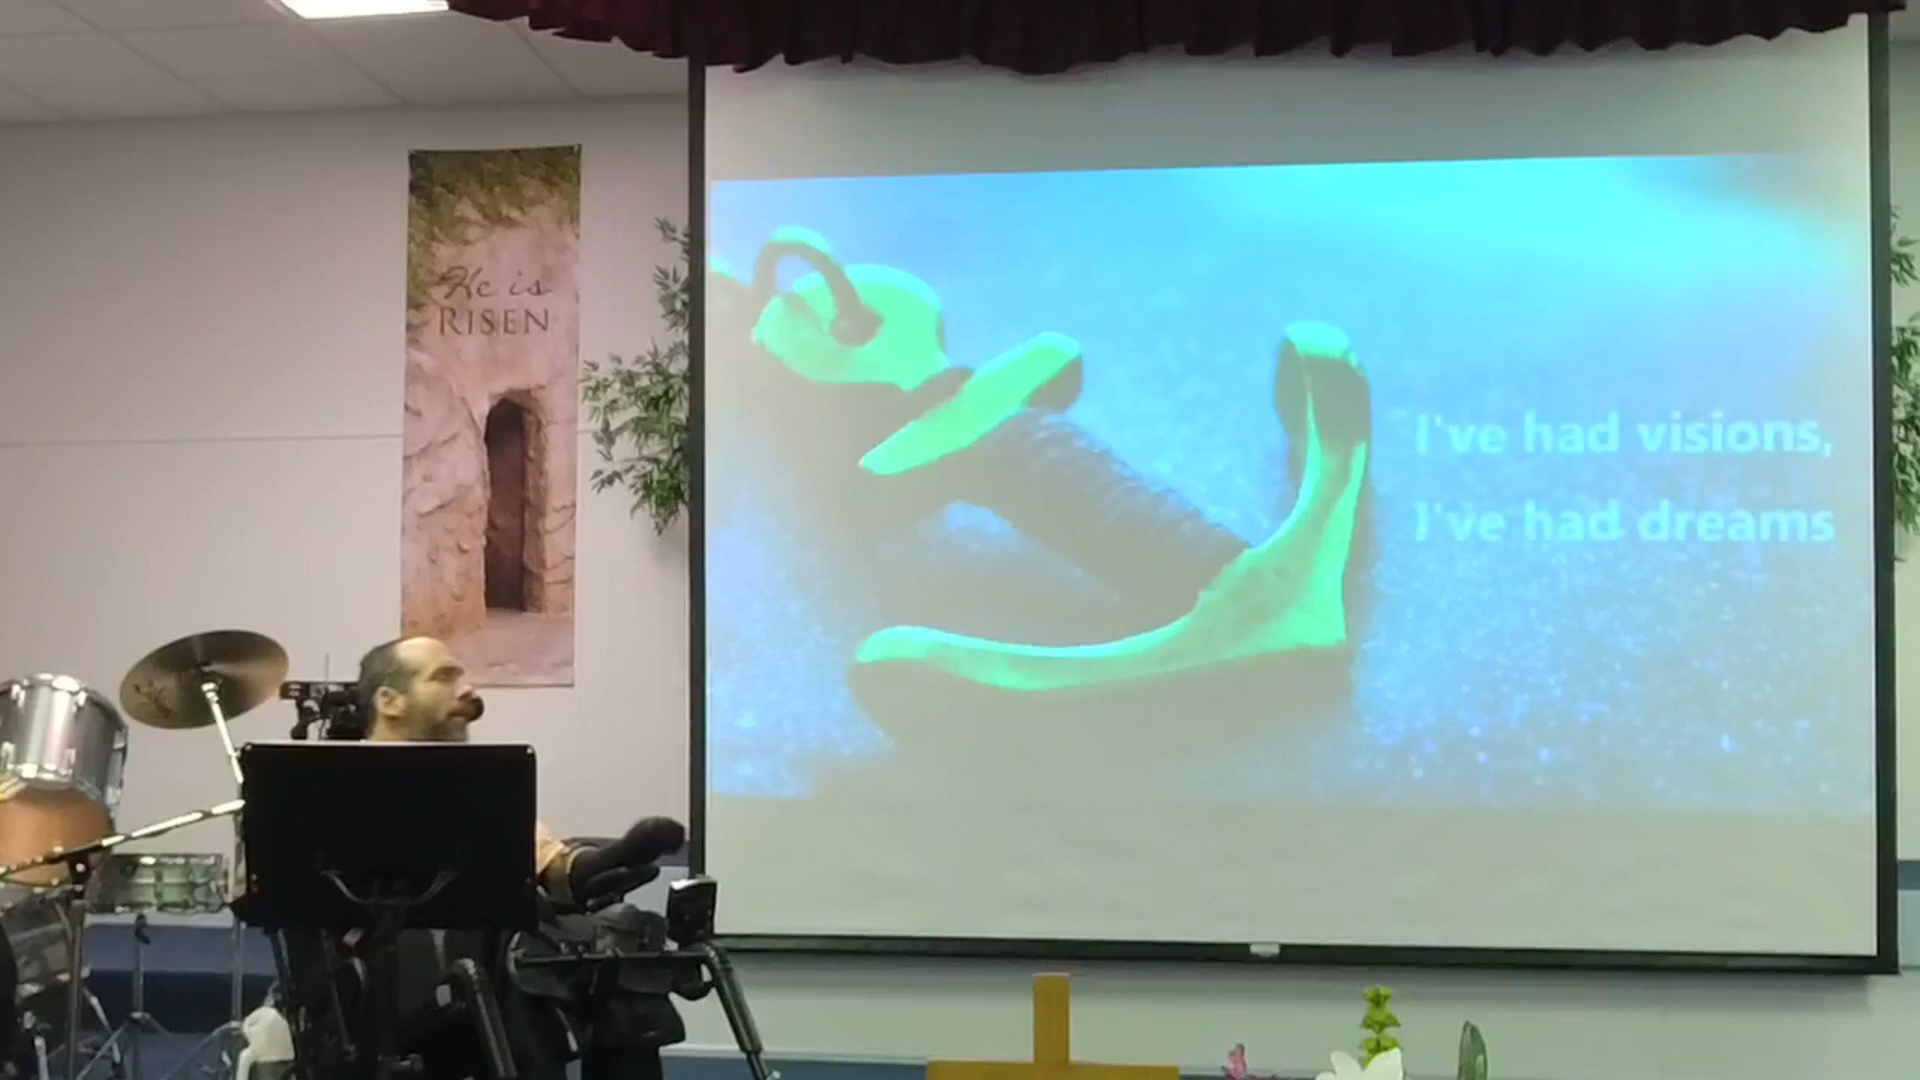 He is
RISEN
I've had visions,
I've had dreams